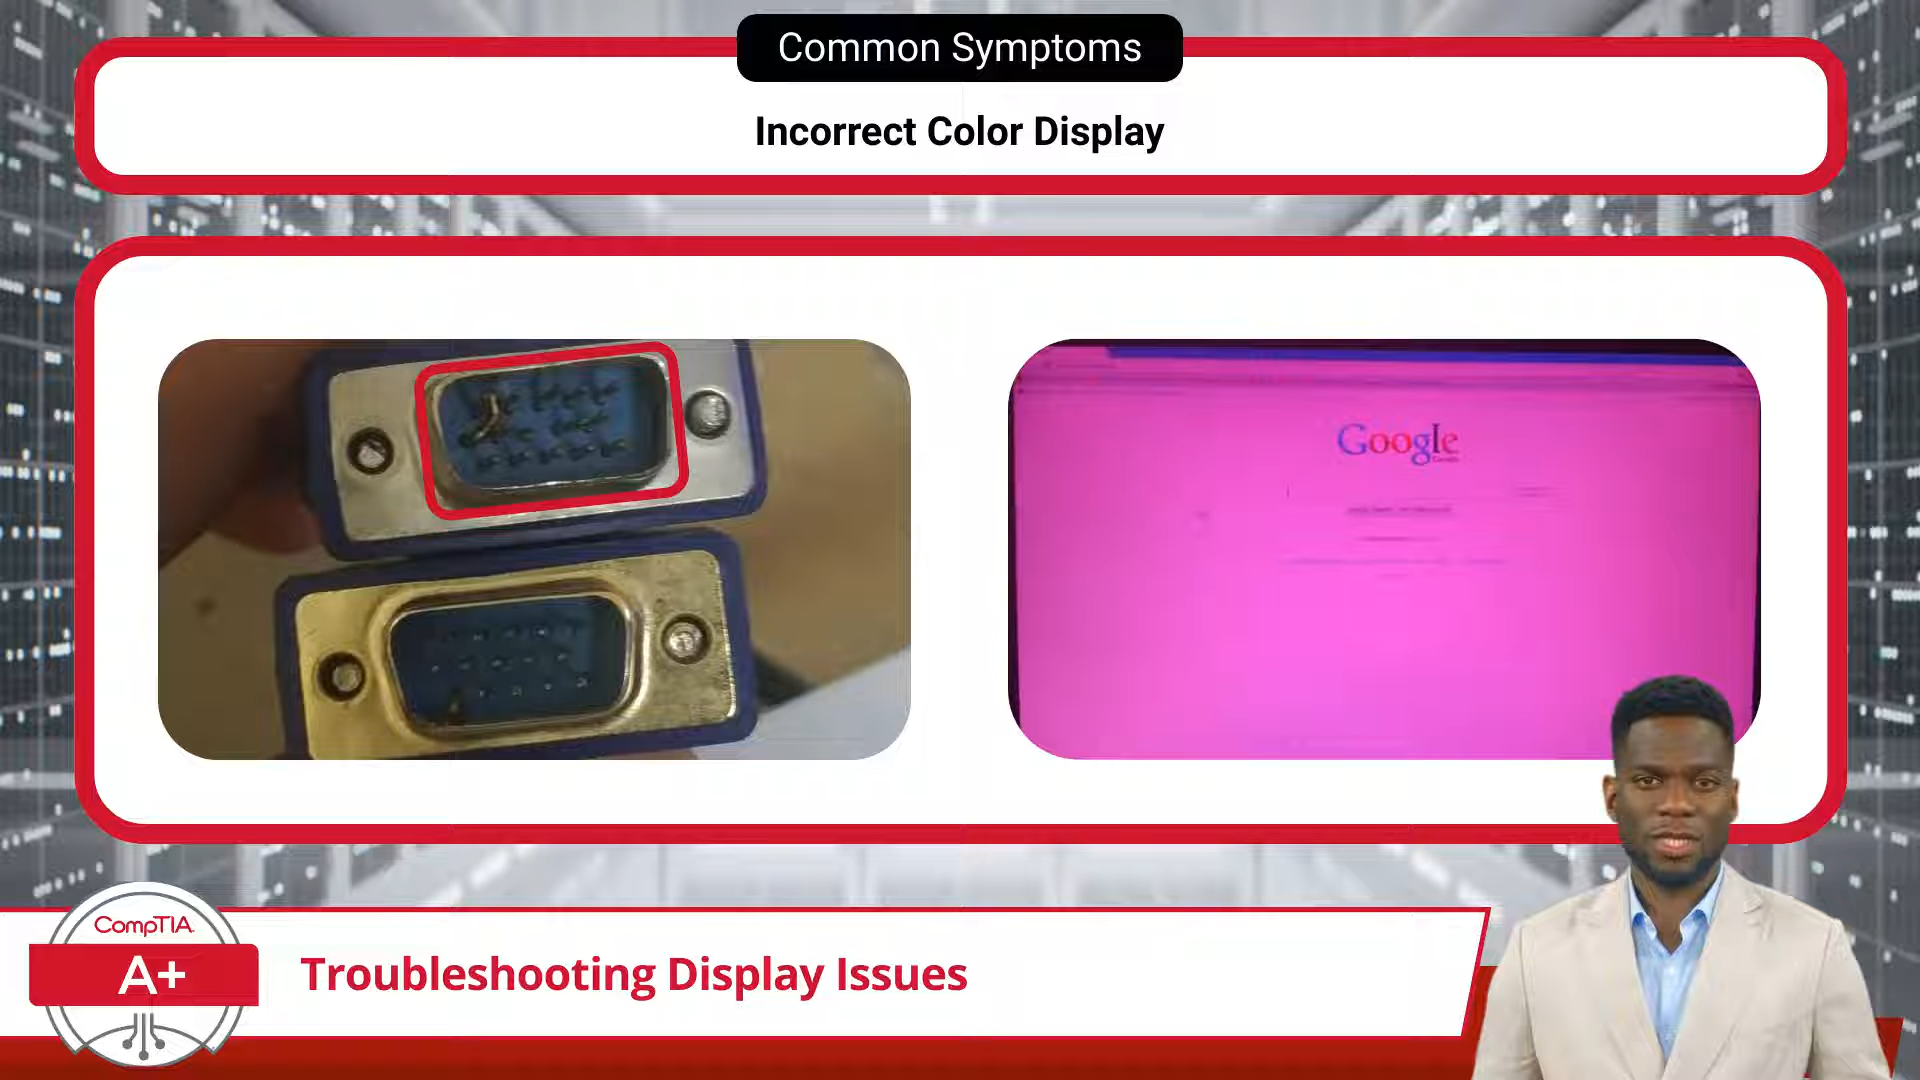 Common Symptoms
Incorrect Color Display
Google
CompTIA.
A+
Troubleshooting Display Issues